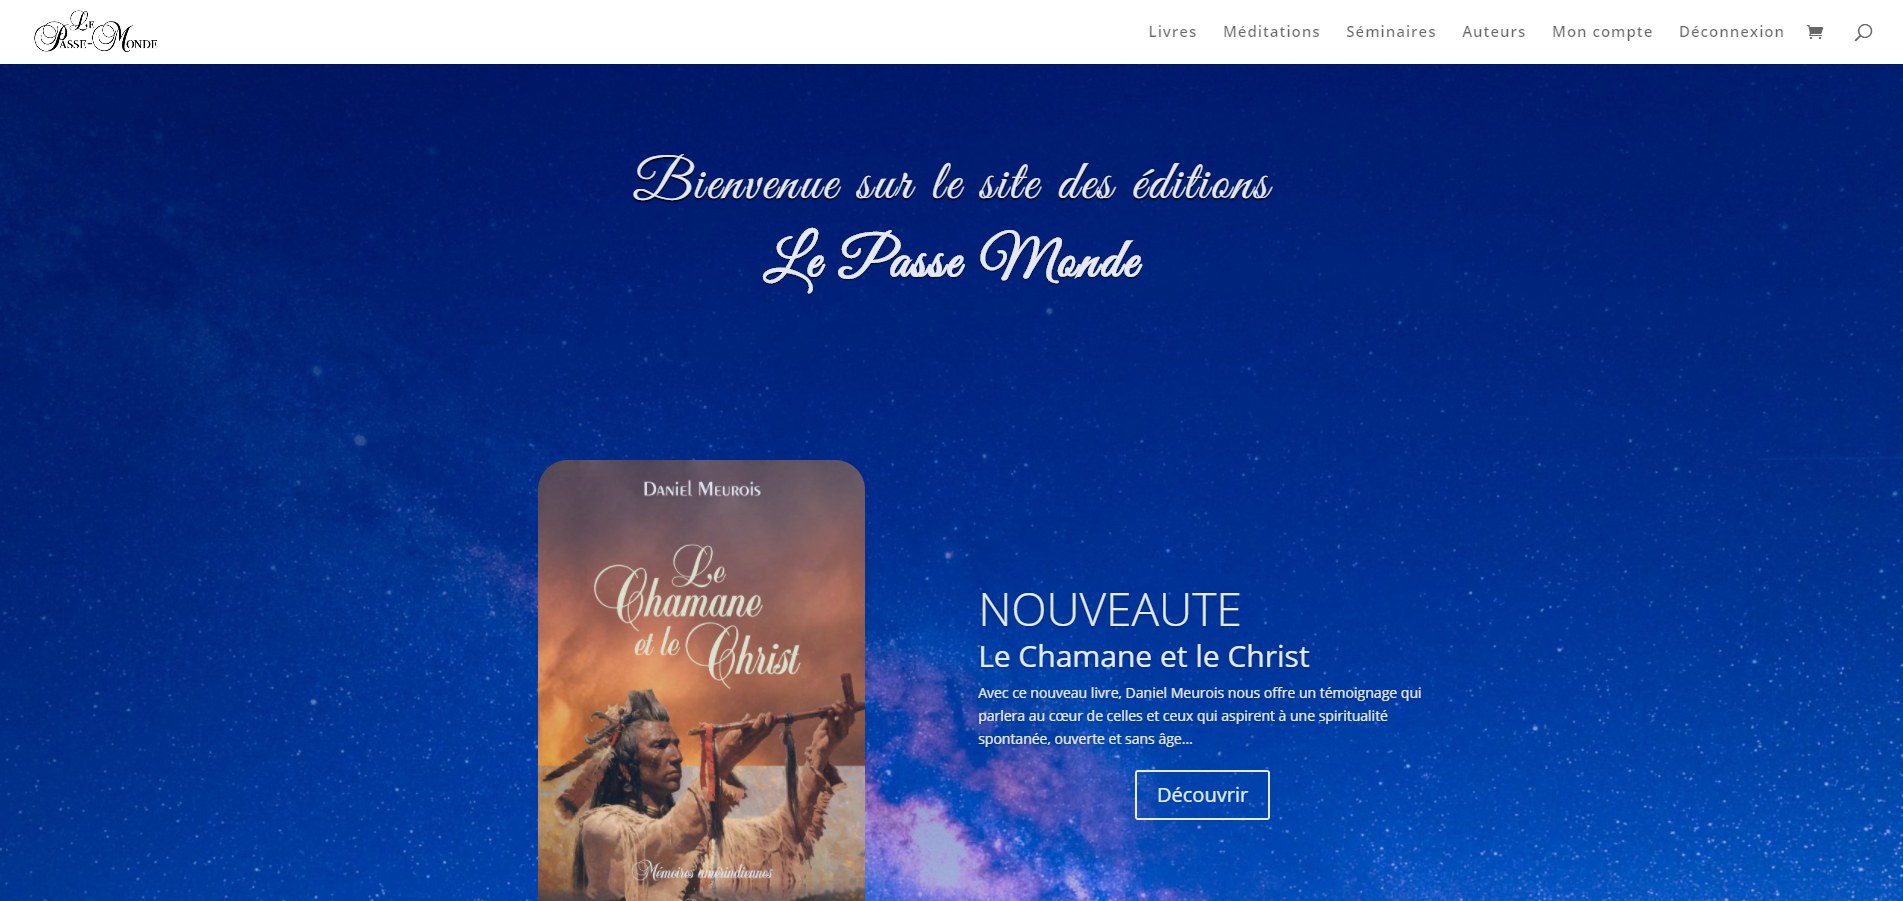 Le
Passe-Monde
Livres Méditations Séminaires Auteurs Mon compte Déconnexion
Bienvenue sur le site des éditions
Le Passe Monde
Daniel Meurois
Le
Chamane
et le Christ
Mémoires amérindiennes
NOUVEAUTE
Le Chamane et le Christ
Avec ce nouveau livre, Daniel Meurois nous offre un témoignage qui
parlera au cœur de celles et ceux qui aspirent à une spiritualité
spontanée, ouverte et sans âge...
Découvrir